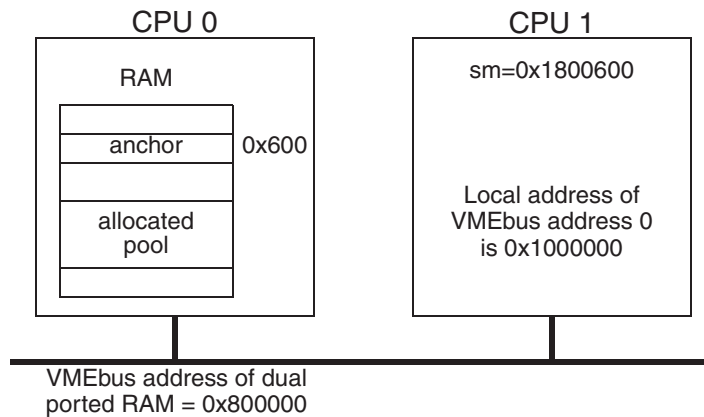 CPU 0
CPU 1
RAM
anchor
0x600
allocated
pool
sm=0x1800600
Local address of
VMEbus address 0
is 0x1000000
VMEbus address of dual
ported RAM = 0x800000